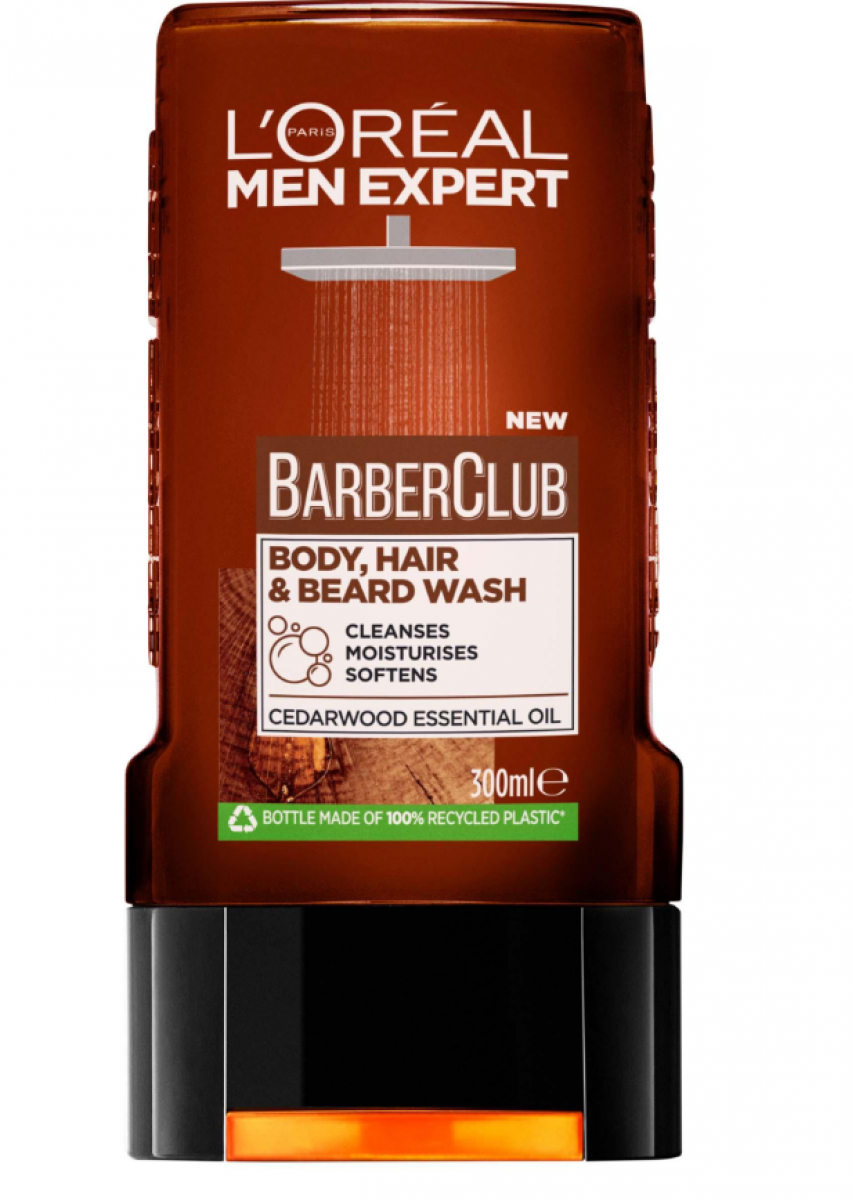 L'ORÉAL
PARIS
MEN EXPERT
NEW
BARBERCLUB
BODY, HAIR
& BEARD WASH
CLEANSES
MOISTURISES
SOFTENS
CEDARWOOD ESSENTIAL OIL
300ml℮
BOTTLE MADE OF 100% RECYCLED PLASTIC*